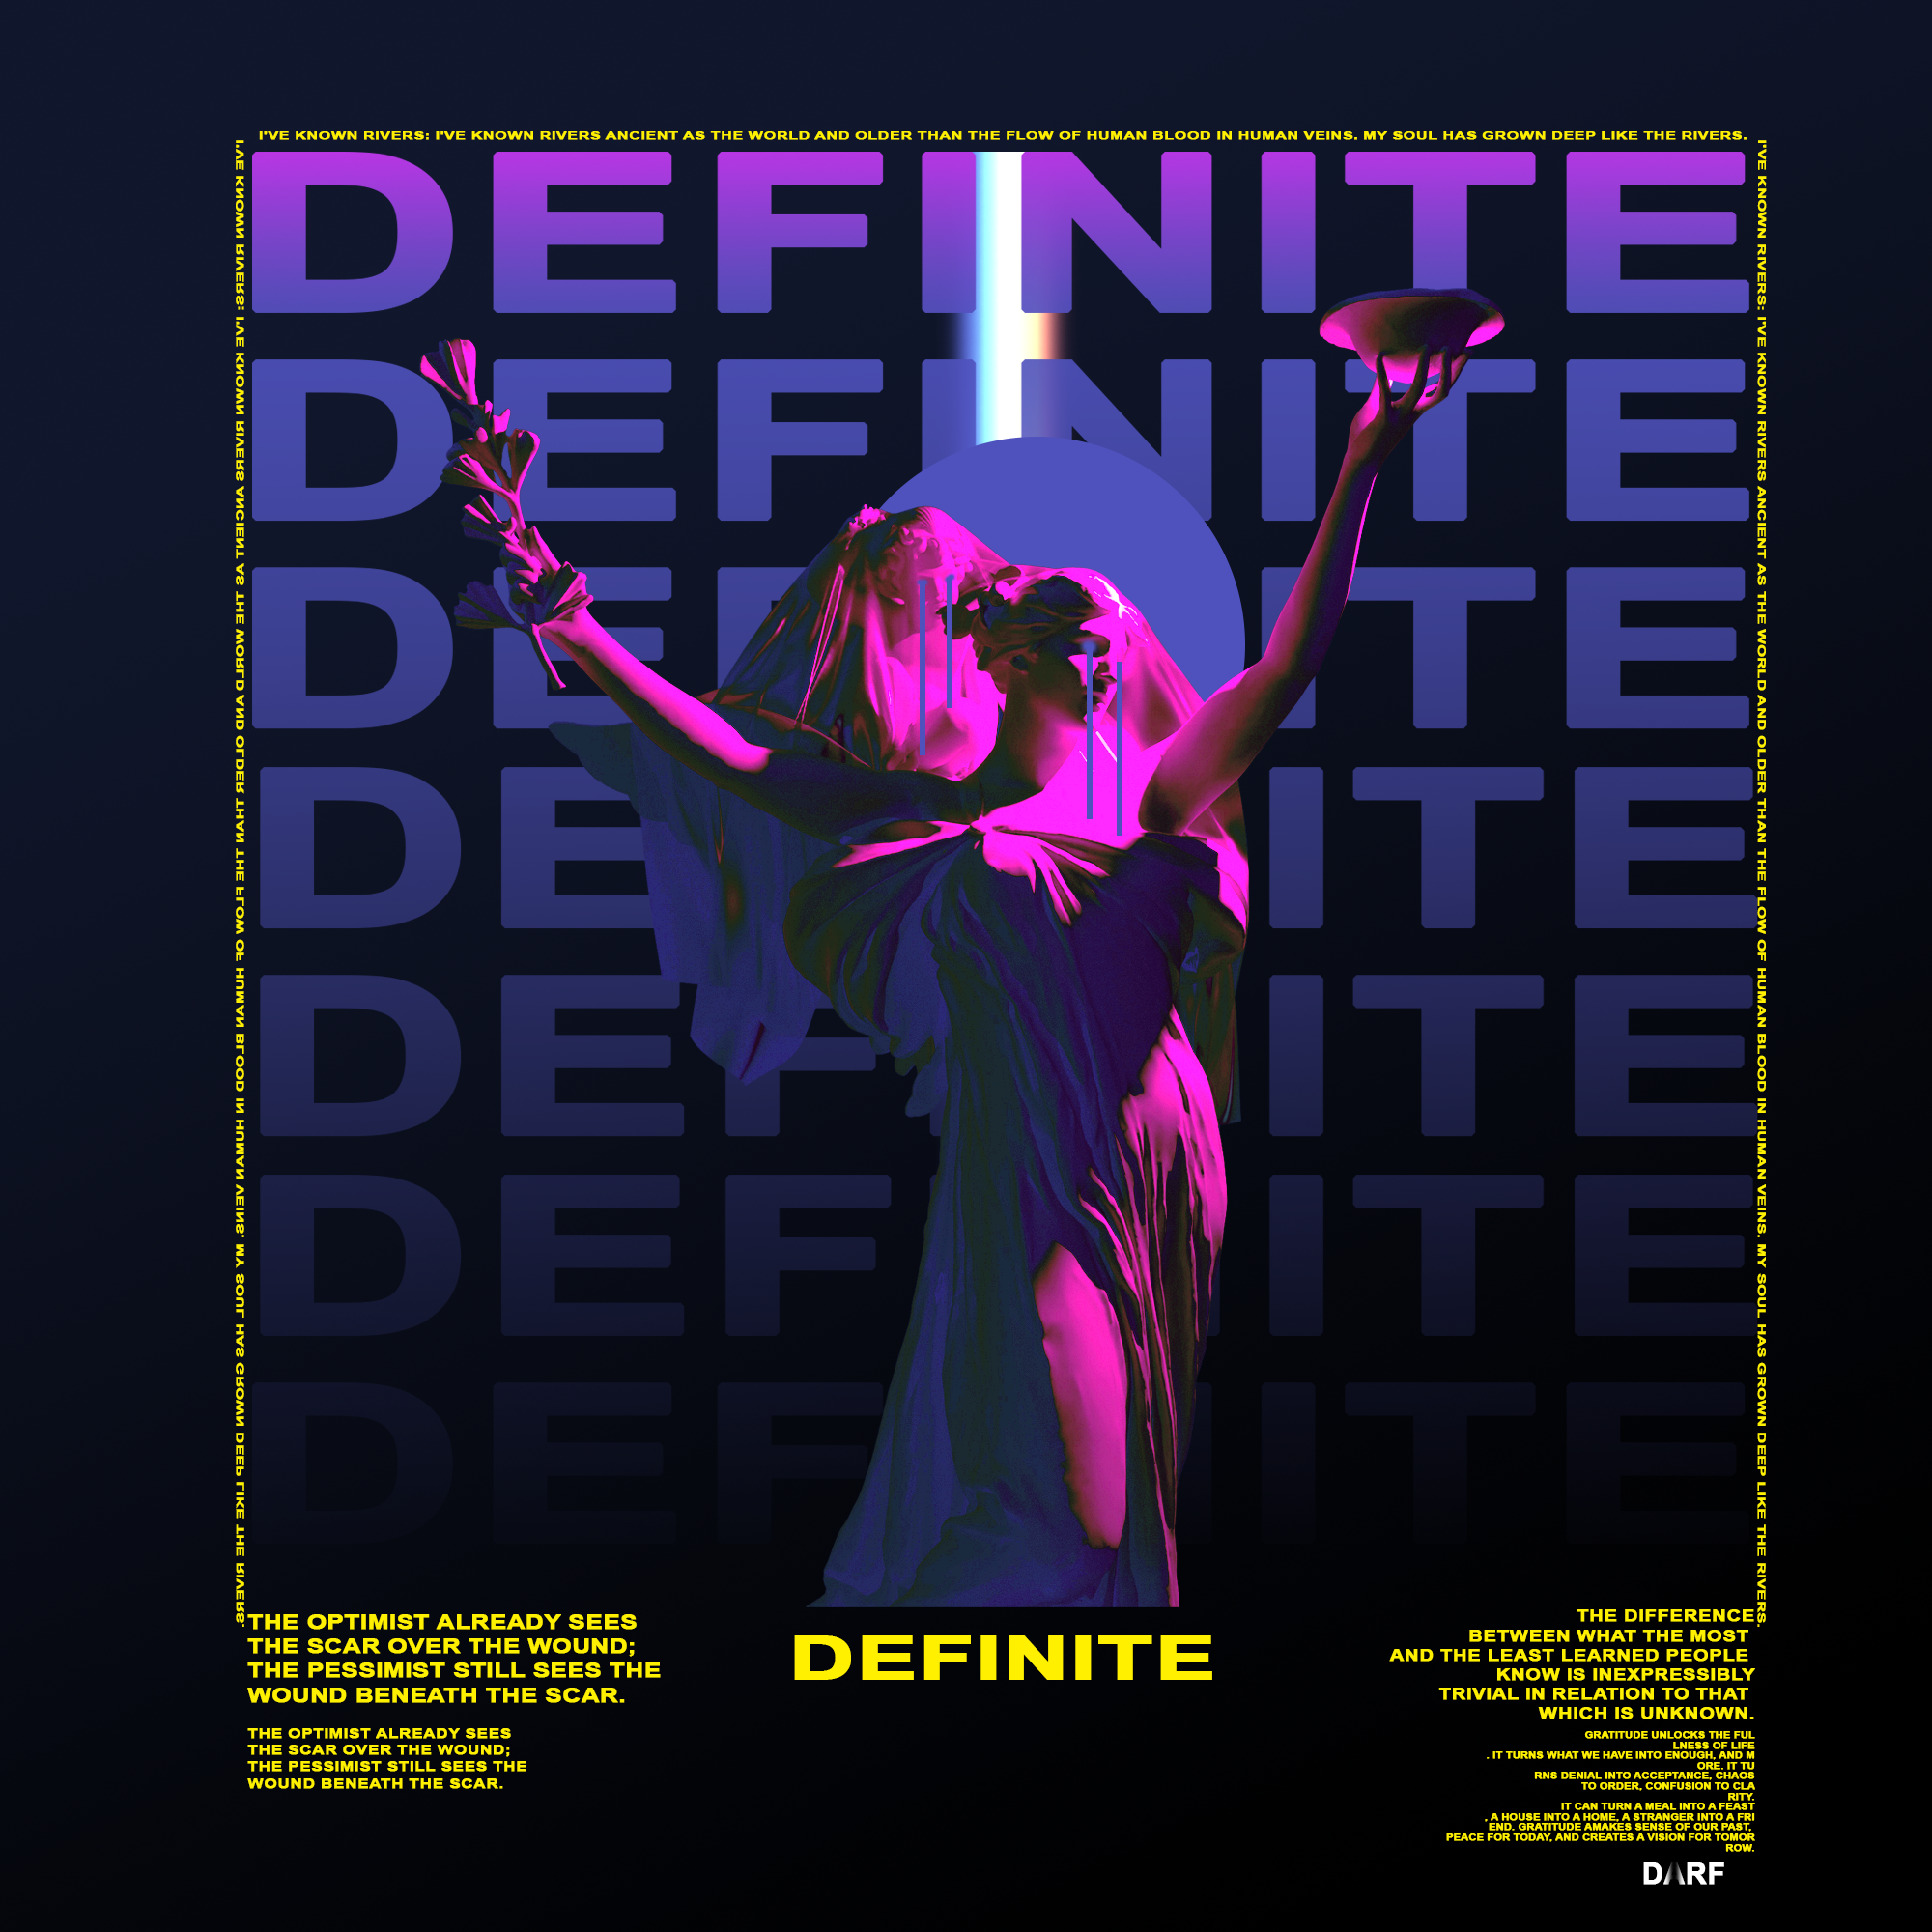 I'VE KNOWN RIVERS: I'VE KNOWN RIVERS ANCIENT AS THE WORLD AND OLDER THAN THE FLOW OF HUMAN BLOOD IN HUMAN VEINS. MY SOUL HAS GROWN DEEP LIKE THE RIVERS.
I'VE KNOWN RIVERS: I'VE KNOWN RIVERS ANCIENT AS THE WORLD AND OLDER THAN THE FLOW OF HUMAN BLOOD IN HUMAN VEINS. MY SOUL HAS GROWN DEEP LIKE THE RIVERS.
I'VE KNOWN RIVERS: I'VE KNOWN RIVERS ANCIENT AS THE WORLD AND OLDER THAN THE FLOW OF HUMAN BLOOD IN HUMAN VEINS. MY SOUL HAS GROWN DEEP LIKE THE RIVERS.
DEFINITE
DEFINITE
DEFINITE
DEFINITE
DEFINITE
DEFINITE
DEFINITE
THE OPTIMIST ALREADY SEES
THE SCAR OVER THE WOUND;
THE PESSIMIST STILL SEES THE
WOUND BENEATH THE SCAR.
THE OPTIMIST ALREADY SEES
THE SCAR OVER THE WOUND;
THE PESSIMIST STILL SEES THE
WOUND BENEATH THE SCAR.
DEFINITE
THE DIFFERENCE
BETWEEN WHAT THE MOST
AND THE LEAST LEARNED PEOPLE
KNOW IS INEXPRESSIBLY
TRIVIAL IN RELATION TO THAT
WHICH IS UNKNOWN.
GRATITUDE UNLOCKS THE FUL
LNESS OF LIFE
. IT TURNS WHAT WE HAVE INTO ENOUGH, AND M
ORE. IT TU
RNS DENIAL INTO ACCEPTANCE, CHAOS
TO ORDER, CONFUSION TO CLA
RITY.
IT CAN TURN A MEAL INTO A FEAST
, A HOUSE INTO A HOME, A STRANGER INTO A FRI
END. GRATITUDE AMAKES SENSE OF OUR PAST,
PEACE FOR TODAY, AND CREATES A VISION FOR TOMOR
ROW.
DARF